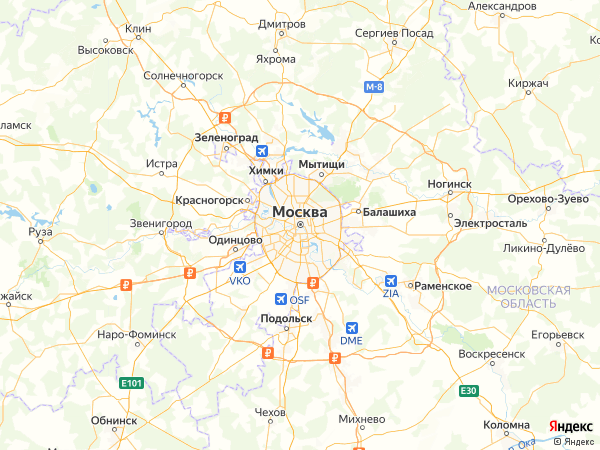 Александров
Дмитров
Клин
Сергиев Посад
Высоковск
Яхрома
Солнечногорск
М-8
Киржач
₽
ламск
Зеленоград
Мытищи
Истра
Химки
Ногинск
Красногорск
Орехово-Зуево
Москва
Балашиха
Руза
Звенигород
Электросталь
Одинцово
Ликино-Дулёво
₽
VKO
₽
₽
ZIA
Раменское
МОСКОВСКАЯ
ОБЛАСТЬ
жайск
OSF
Подольск
Наро-Фоминск
DME
Егорьевск
₽
₽
Воскресенск
E101
E30
Чехов
Обнинск
Михнево
Коломна
Яндекс
© Яндекс
р. Ока